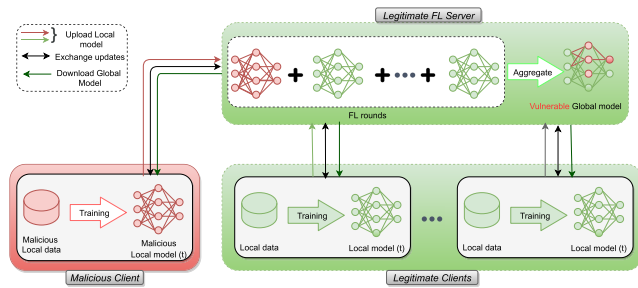 Legitimate FL Server
Upload Local
model
Exchange updates
Download Global
Model
Aggregate
Vulnerable Global model
FL rounds
Training
Malicious
Local data
Malicious
Local model (t)
Malicious Client
Training
Local data
Local model (t)
Training
Local data
Local model (t)
Legitimate Clients